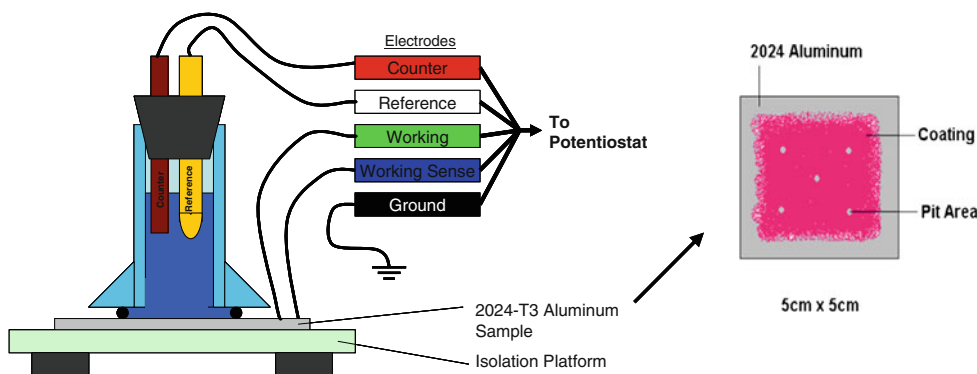 Electrodes
Counter
Reference
Working
Working Sense
Ground
To
Potentiostat
Counter
Reference
2024-T3 Aluminum
Sample
Isolation Platform
2024 Aluminum
Coating
Pit Area
5cm x 5cm